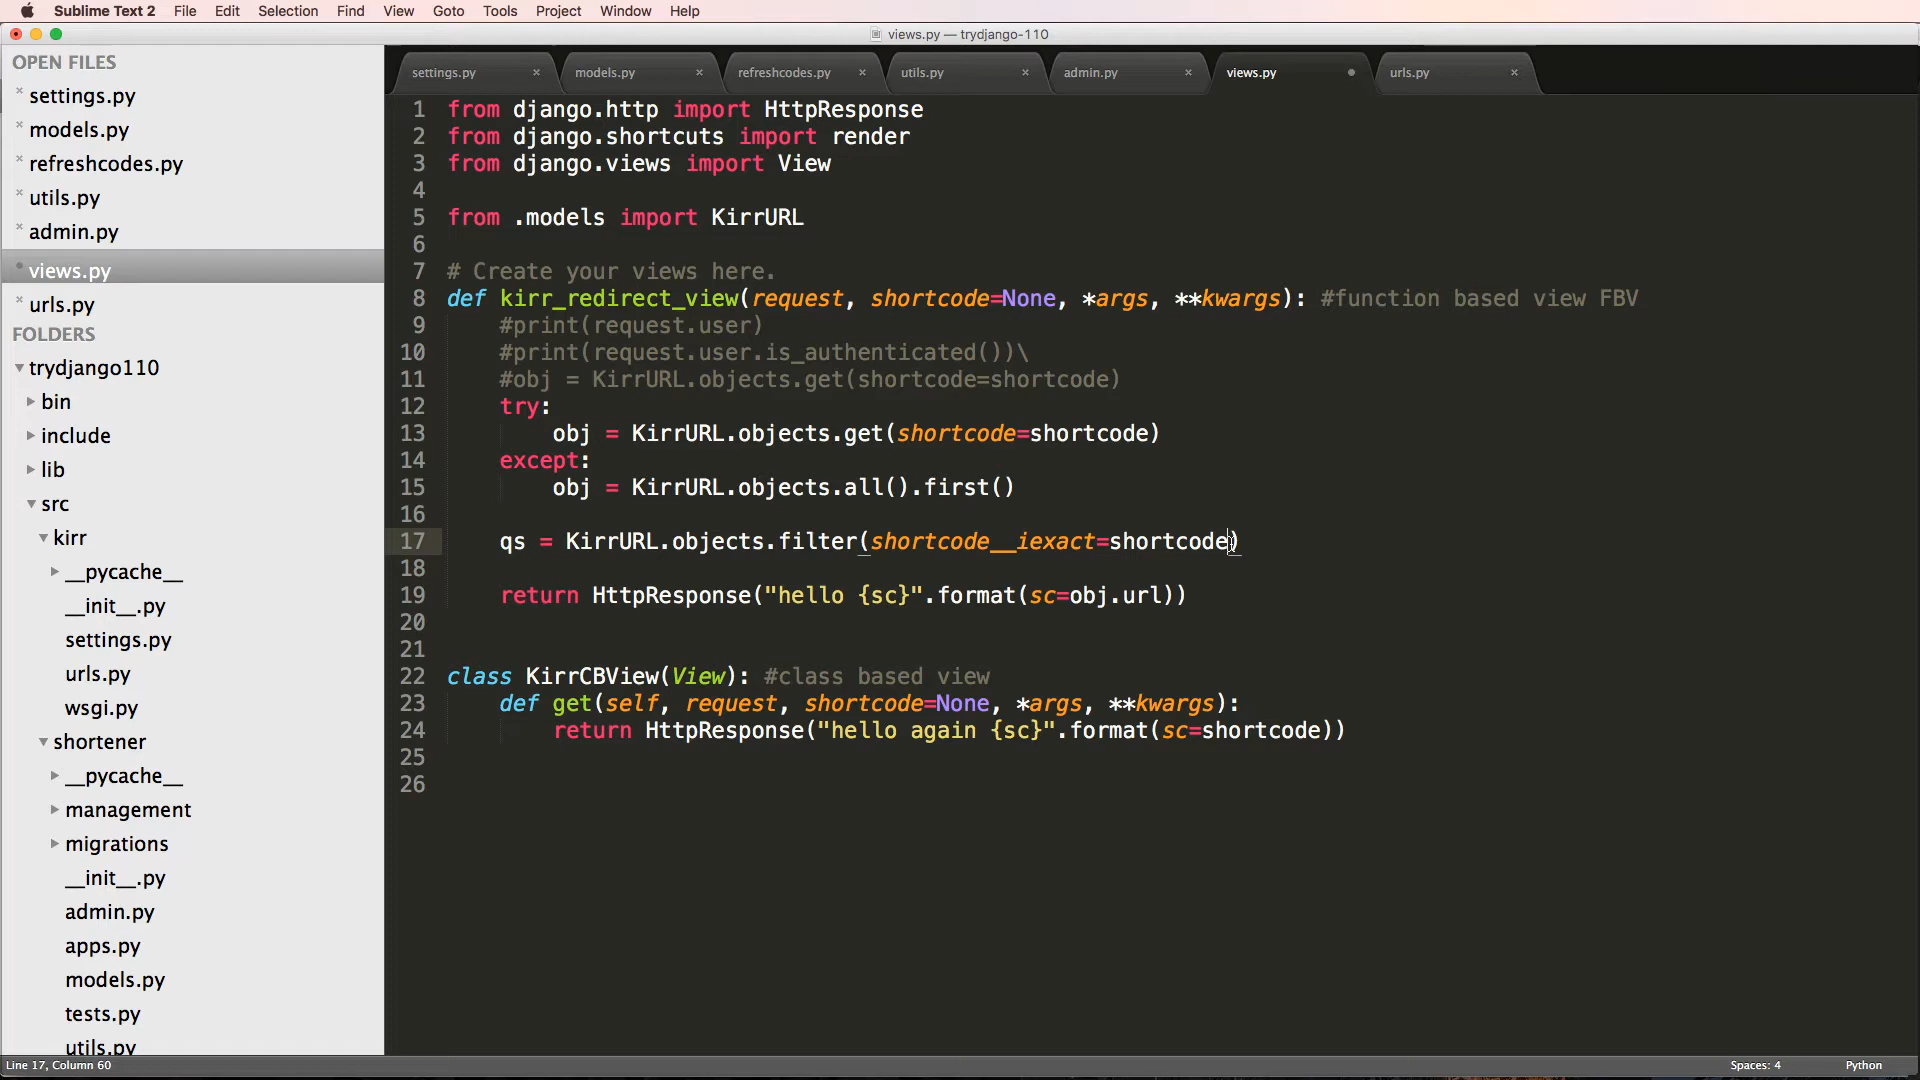 Sublime Text 2 File Edit Selection Find View Goto Tools Project Window Help
views.py — trydjango-110
OPEN FILES
settings.py
models.py
refreshcodes.py
utils.py
admin.py
views.py
urls.py
FOLDERS
trydjango110
bin
include
lib
src
kirr
__pycache__
__init__.py
settings.py
urls.py
wsgi.py
shortener
__pycache__
management
migrations
__init__.py
admin.py
apps.py
models.py
tests.py
utils.py
settings.py models.py refreshcodes.py utils.py admin.py views.py urls.py
1 from django.http import HttpResponse
2 from django.shortcuts import render
3 from django.views import View
4
5 from .models import KirrURL
6
7 # Create your views here.
8 def kirr_redirect_view(request, shortcode=None, *args, **kwargs): #function based view FBV
9     #print(request.user)
10     #print(request.user.is_authenticated())\
11     #obj = KirrURL.objects.get(shortcode=shortcode)
12     try:
13         obj = KirrURL.objects.get(shortcode=shortcode)
14     except:
15         obj = KirrURL.objects.all().first()
16
17     qs = KirrURL.objects.filter(shortcode__iexact=shortcode)
18
19     return HttpResponse("hello {sc}".format(sc=obj.url))
20
21
22 class KirrCBView(View): #class based view
23     def get(self, request, shortcode=None, *args, **kwargs):
24         return HttpResponse("hello again {sc}".format(sc=shortcode))
25
26
Line 17, Column 60 Spaces: 4 Python